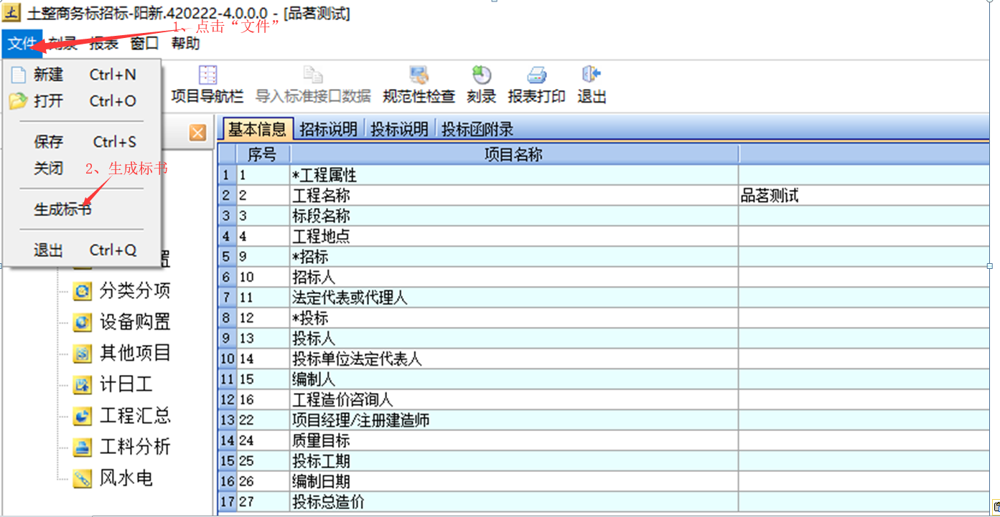 土整商务标招标-阳新.420222-4.0.0.0 - [品茗测试]
1、点击“文件”
文件 刻录 报表 窗口 帮助
新建 Ctrl+N
打开 Ctrl+O
保存 Ctrl+S
关闭
2、生成标书
生成标书
退出 Ctrl+Q
项目导航栏 导入标准接口数据 规范性检查 刻录 报表打印 退出
置
分类分项
设备购置
其他项目
计日工
工程汇总
工料分析
风水电
基本信息 招标说明 投标说明 投标函附录
序号 项目名称
1 1 *工程属性
2 2 工程名称 品茗测试
3 3 标段名称
4 4 工程地点
5 9 *招标
6 10 招标人
7 11 法定代表或代理人
8 12 *投标
9 13 投标人
10 14 投标单位法定代表人
11 15 编制人
12 16 工程造价咨询人
13 22 项目经理/注册建造师
14 24 质量目标
15 25 投标工期
16 26 编制日期
17 27 投标总造价